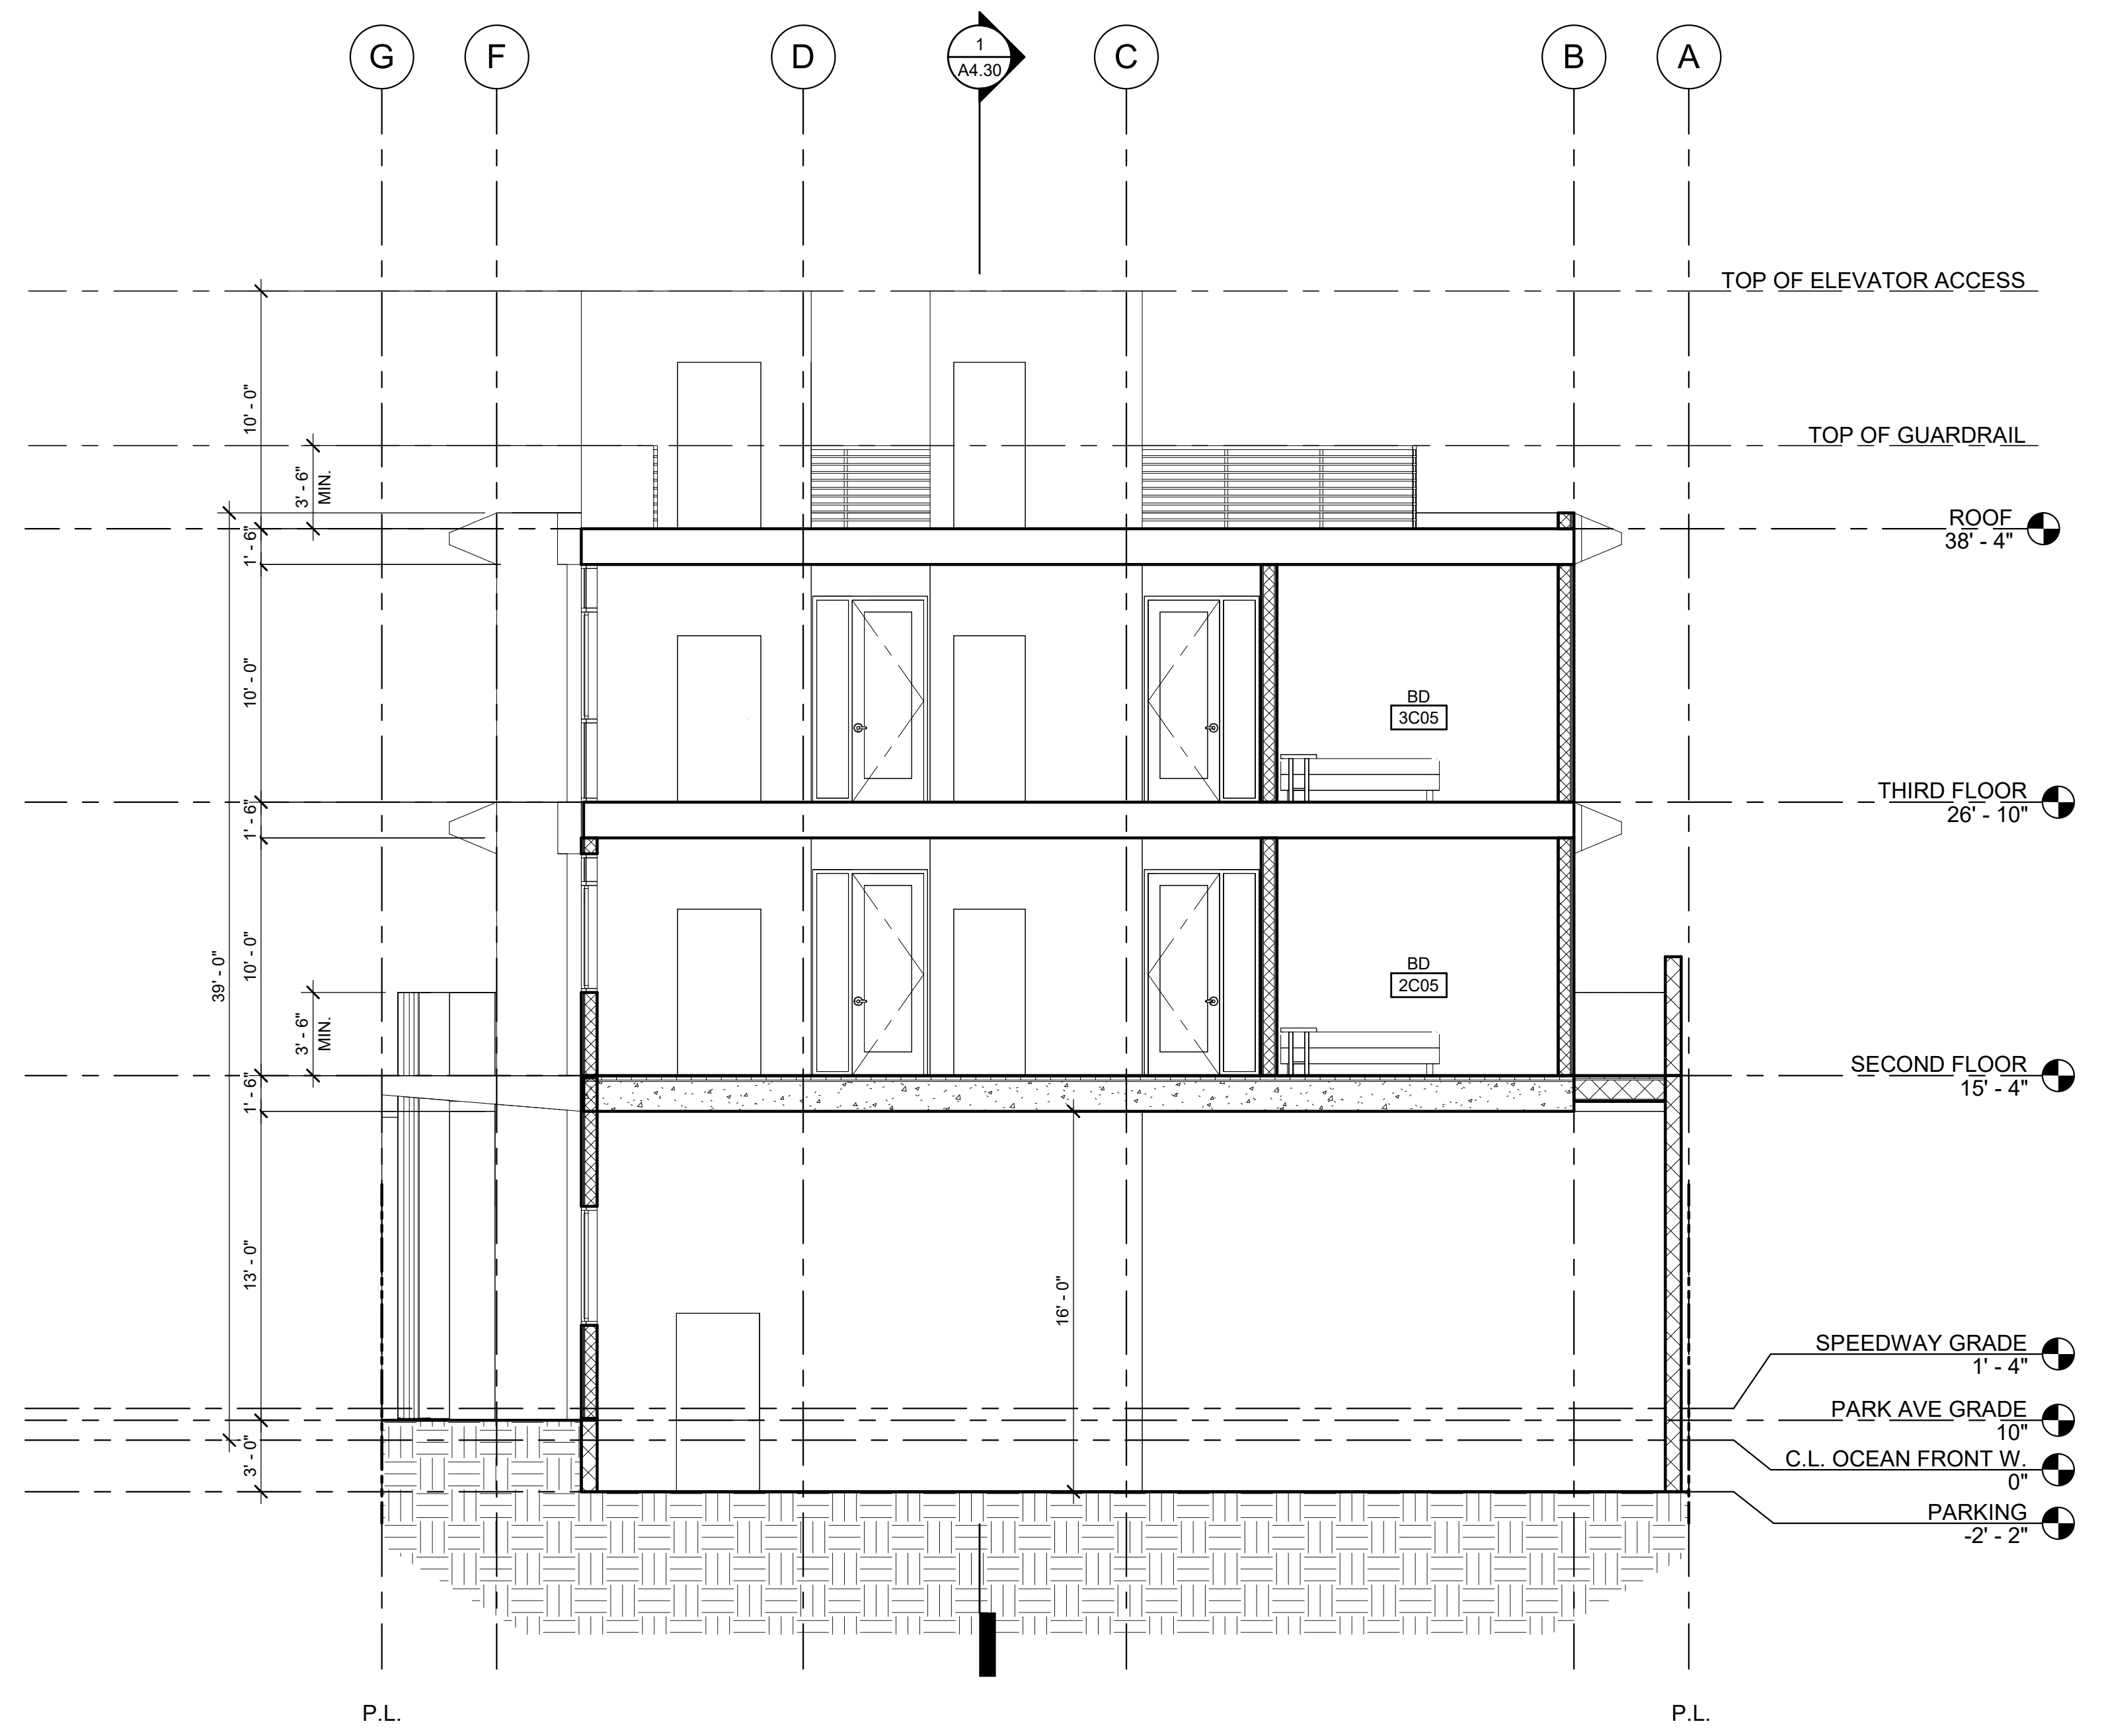 G
F
D
1
A4.30
C
B
A
TOP OF ELEVATOR ACCESS
10' - 0"
TOP OF GUARDRAIL
3' - 6"
MIN.
ROOF
38' - 4"
1' - 6"
10' - 0"
BD
3C05
THIRD FLOOR
26' - 10"
1' - 6"
39' - 0"
10' - 0"
BD
2C05
3' - 6"
MIN.
SECOND FLOOR
15' - 4"
1' - 6"
13' - 0"
16' - 0"
SPEEDWAY GRADE
1' - 4"
PARK AVE GRADE
10"
C.L. OCEAN FRONT W.
0"
3' - 0"
PARKING
-2' - 2"
P.L.
P.L.